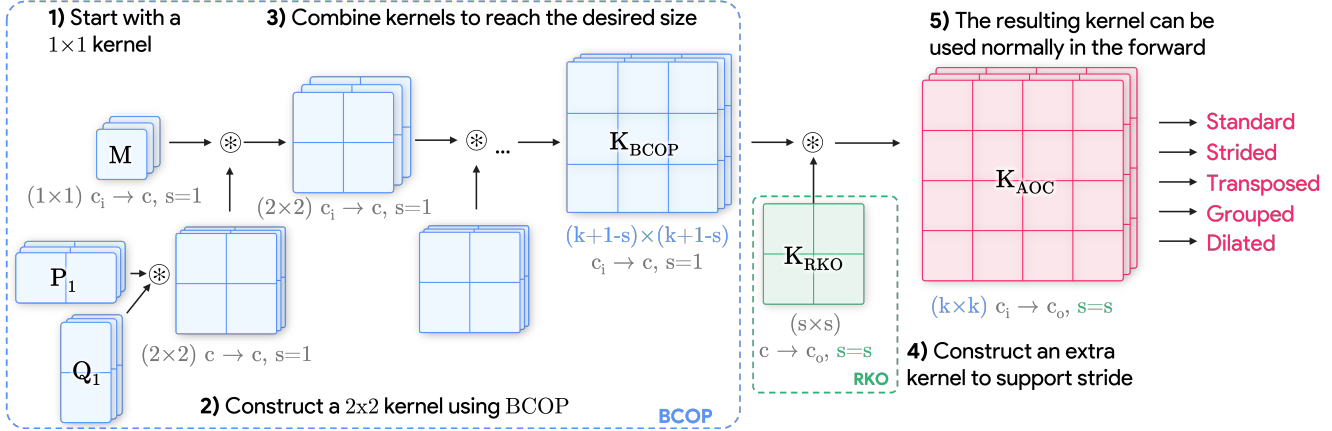 1) Start with a
1×1 kernel
3) Combine kernels to reach the desired size
5) The resulting kernel can be
used normally in the forward
M
(1×1) cᵢ → c, s=1
(2×2) cᵢ → c, s=1
...
K_BCOP
(k+1-s)×(k+1-s)
cᵢ → c, s=1
K_AOC
(k×k) cᵢ → cₒ, s=s
Standard
Strided
Transposed
Grouped
Dilated
P₁
Q₁
(2×2) c → c, s=1
K_RKO
(s×s)
c → cₒ, s=s
RKO
4) Construct an extra
kernel to support stride
2) Construct a 2x2 kernel using BCOP
BCOP